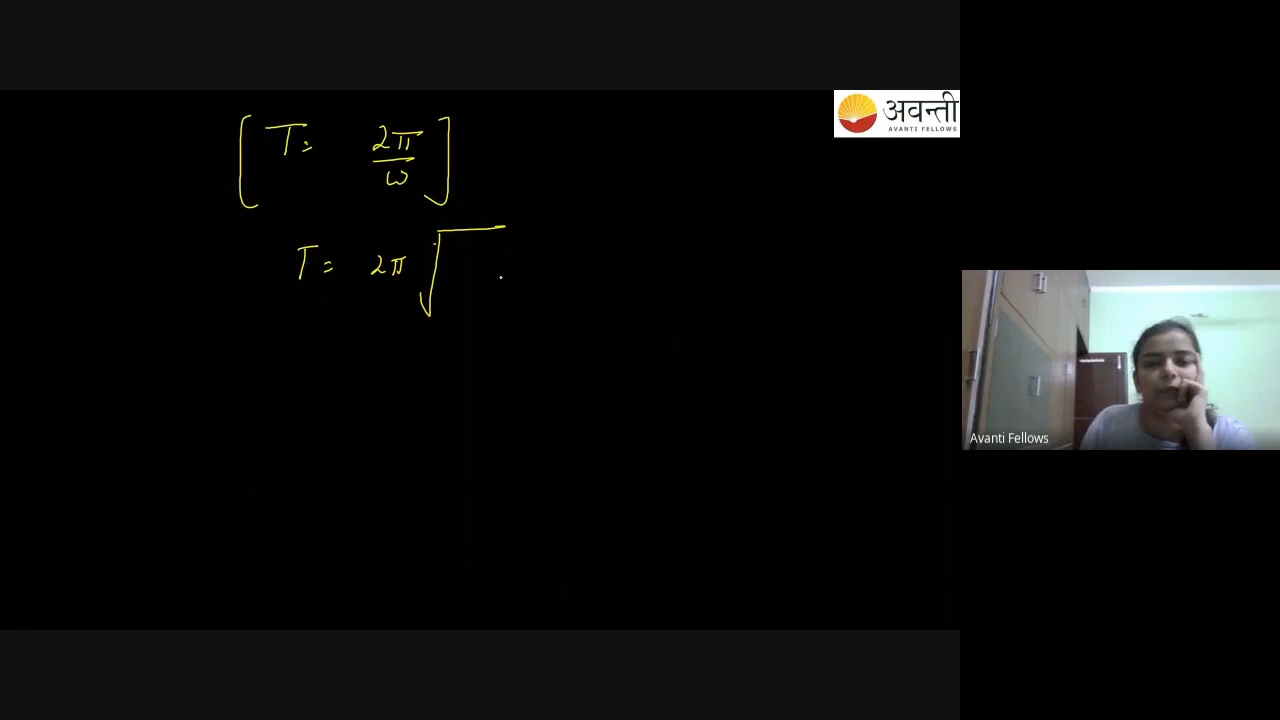 [ T = 2π/ω ]
T = 2π √
अवन्ती
AVANTI FELLOWS
Avanti Fellows